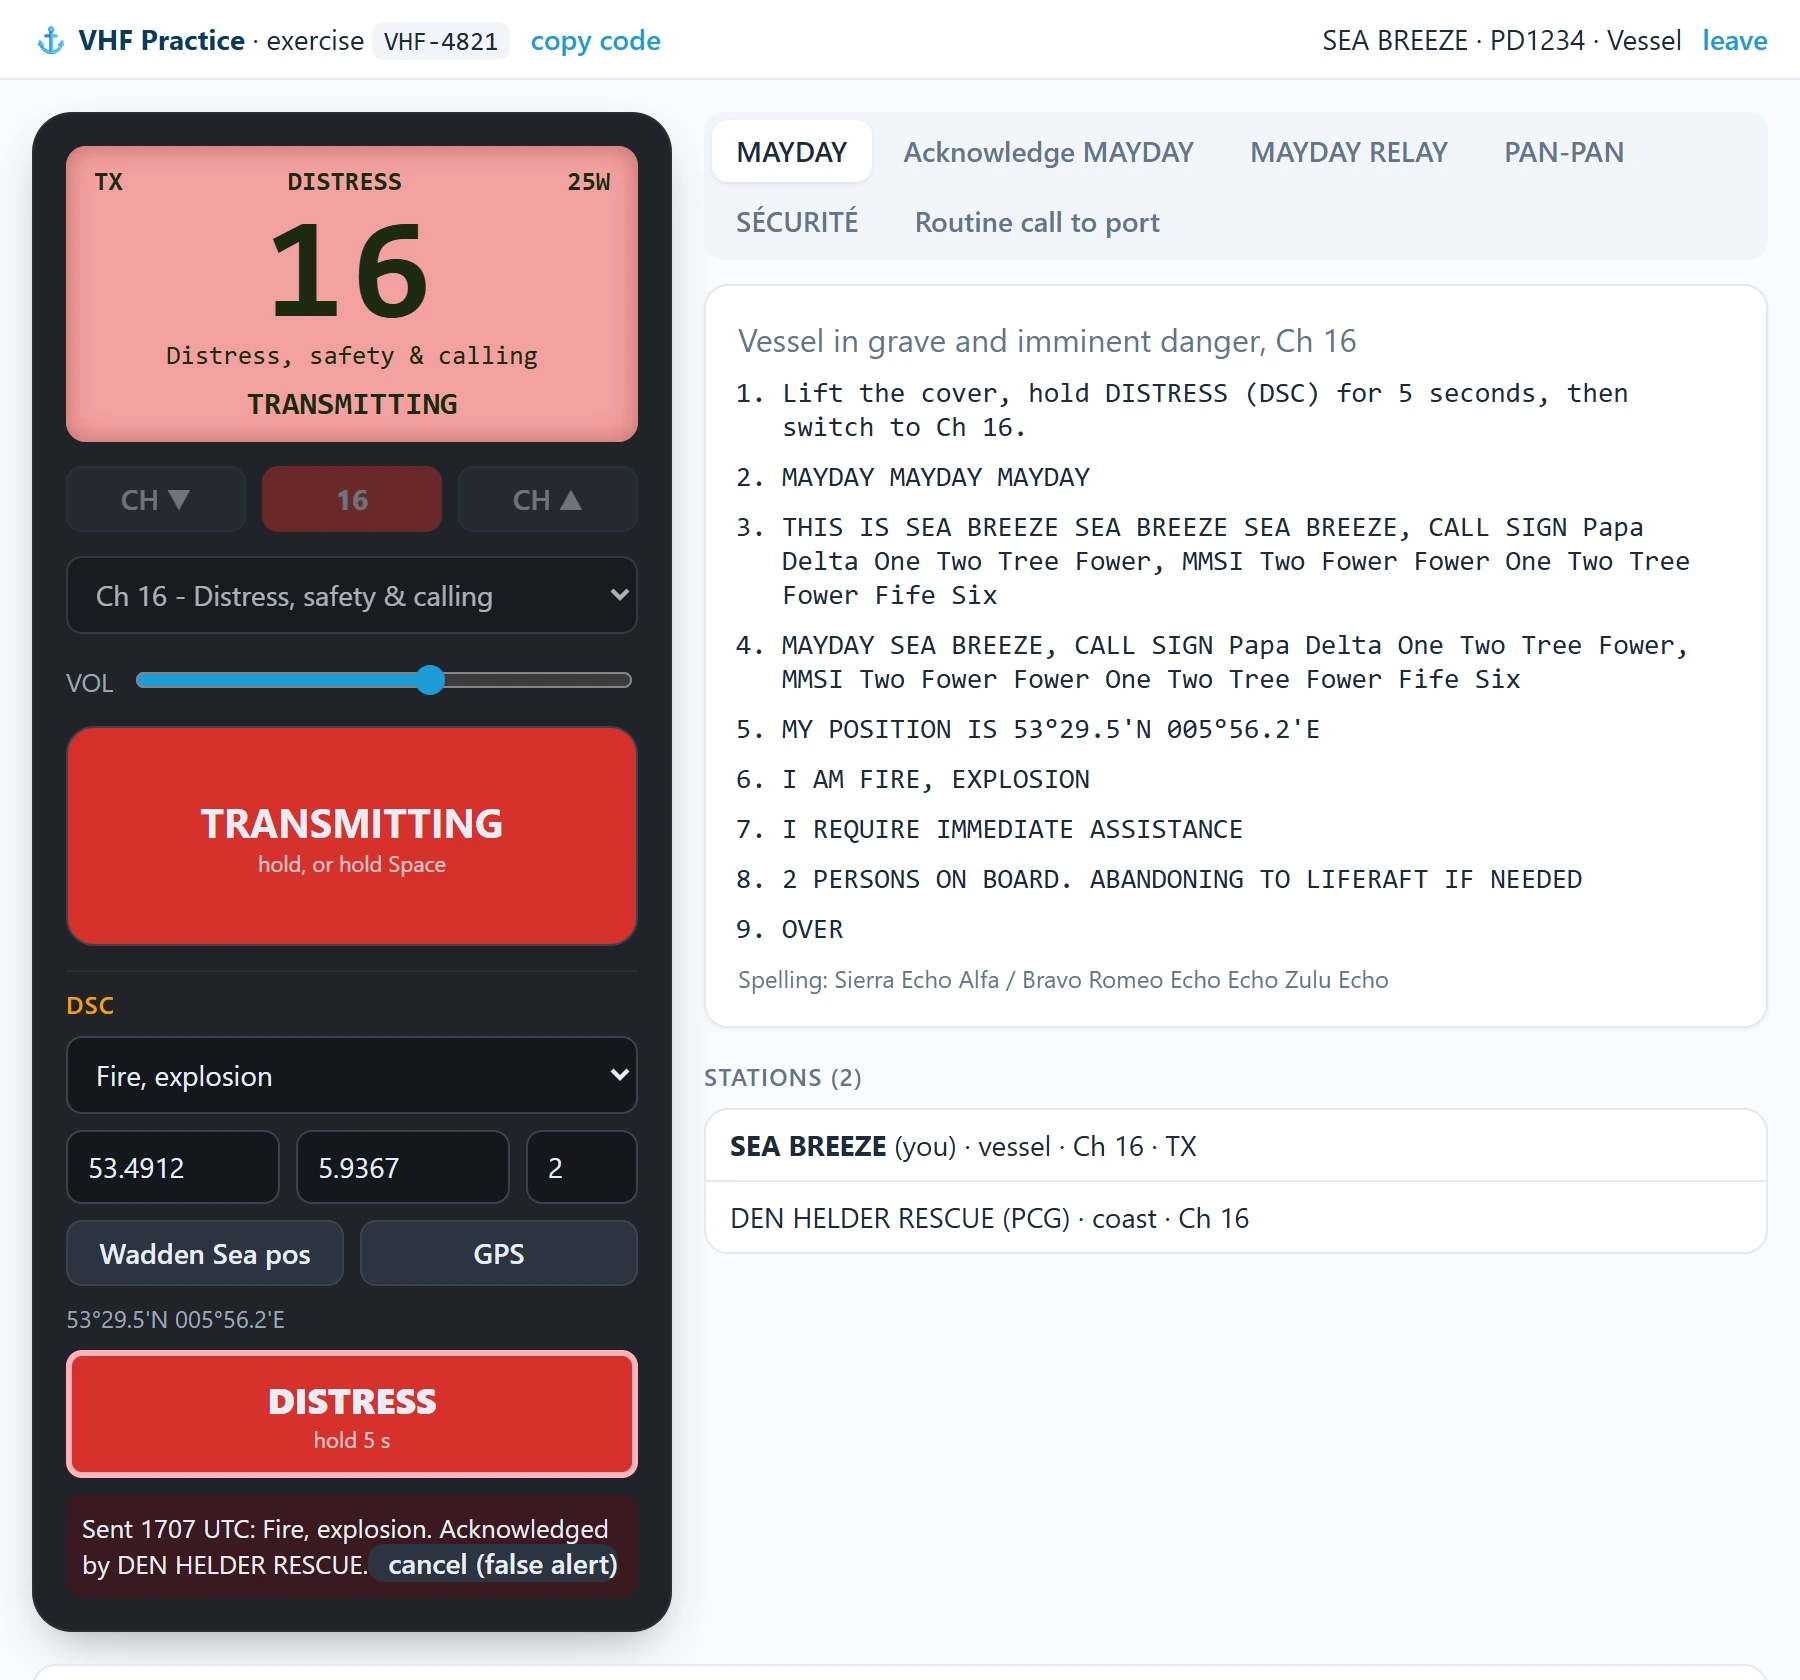 ⚓ VHF Practice · exercise VHF-4821 copy code
SEA BREEZE · PD1234 · Vessel leave
TX DISTRESS 25W
16
Distress, safety & calling
TRANSMITTING
CH ▼ 16 CH ▲
Ch 16 - Distress, safety & calling
VOL
TRANSMITTING
hold, or hold Space
DSC
Fire, explosion
53.4912 5.9367 2
Wadden Sea pos GPS
53°29.5'N 005°56.2'E
DISTRESS
hold 5 s
Sent 1707 UTC: Fire, explosion. Acknowledged
by DEN HELDER RESCUE. cancel (false alert)
MAYDAY Acknowledge MAYDAY MAYDAY RELAY PAN-PAN
SÉCURITÉ Routine call to port
Vessel in grave and imminent danger, Ch 16
1. Lift the cover, hold DISTRESS (DSC) for 5 seconds, then
switch to Ch 16.
2. MAYDAY MAYDAY MAYDAY
3. THIS IS SEA BREEZE SEA BREEZE SEA BREEZE, CALL SIGN Papa
Delta One Two Tree Fower, MMSI Two Fower Fower One Two Tree
Fower Fife Six
4. MAYDAY SEA BREEZE, CALL SIGN Papa Delta One Two Tree Fower,
MMSI Two Fower Fower One Two Tree Fower Fife Six
5. MY POSITION IS 53°29.5'N 005°56.2'E
6. I AM FIRE, EXPLOSION
7. I REQUIRE IMMEDIATE ASSISTANCE
8. 2 PERSONS ON BOARD. ABANDONING TO LIFERAFT IF NEEDED
9. OVER
Spelling: Sierra Echo Alfa / Bravo Romeo Echo Echo Zulu Echo
STATIONS (2)
SEA BREEZE (you) · vessel · Ch 16 · TX
DEN HELDER RESCUE (PCG) · coast · Ch 16